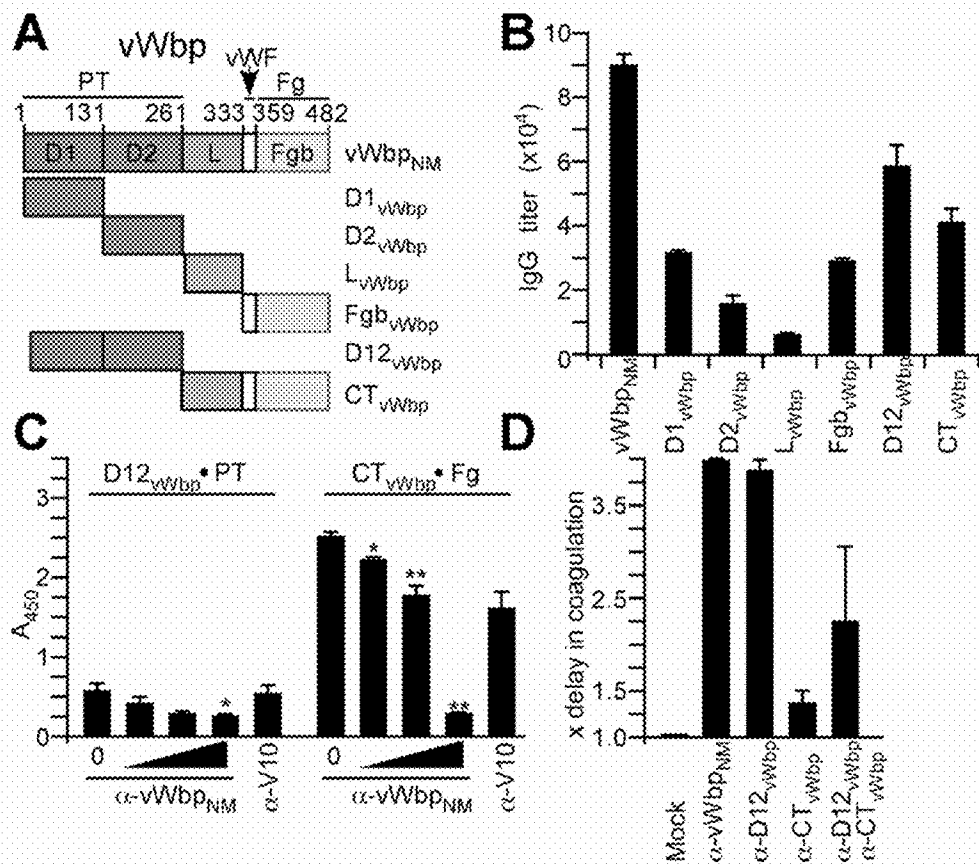 A
vWbp
vWF
PT
Fg
1 131 261 333 359 482
D1 D2 L Fgb vWbpNM
D1vWbp
D2vWbp
LvWbp
FgbvWbp
D12vWbp
CTvWbp
B
IgG titer (x10⁴)
10
8
6
4
2
0
vWbpNM
D1vWbp
D2vWbp
LvWbp
FgbvWbp
D12vWbp
CTvWbp
C
D12vWbp • PT
CTvWbp • Fg
A450
3
2
1
0
*
*
**
**
0
α-vWbpNM
α-V10
0
α-vWbpNM
α-V10
D
x delay in coagulation
3.5
2.5
1.5
1.0
Mock
α-vWbpNM
α-D12vWbp
α-CTvWbp
α-D12vWbp
α-CTvWbp